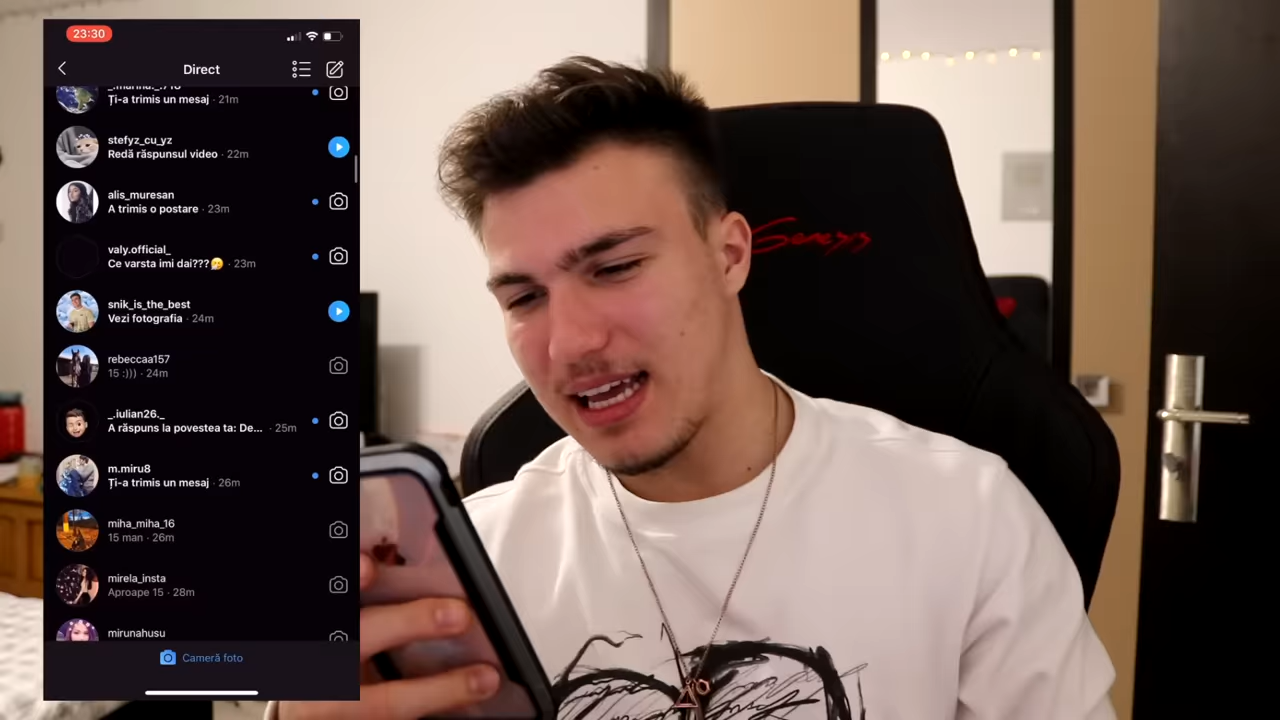 23:30
Direct
Ți-a trimis un mesaj · 21m
stefyz_cu_yz
Redă răspunsul video · 22m
alis_muresan
A trimis o postare · 23m
valy.official_
Ce varsta imi dai???🤔 · 23m
snik_is_the_best
Vezi fotografia · 24m
rebeccaa157
15 :))) · 24m
_.iulian26._
A răspuns la povestea ta: De... · 25m
m.miru8
Ți-a trimis un mesaj · 26m
miha_miha_16
15 man · 26m
mirela_insta
Aproape 15 · 28m
mirunahusu
Cameră foto